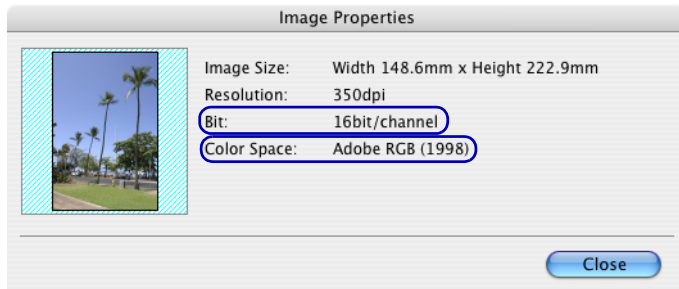 Image Properties
Image Size: Width 148.6mm x Height 222.9mm
Resolution: 350dpi
Bit: 16bit/channel
Color Space: Adobe RGB (1998)
Close